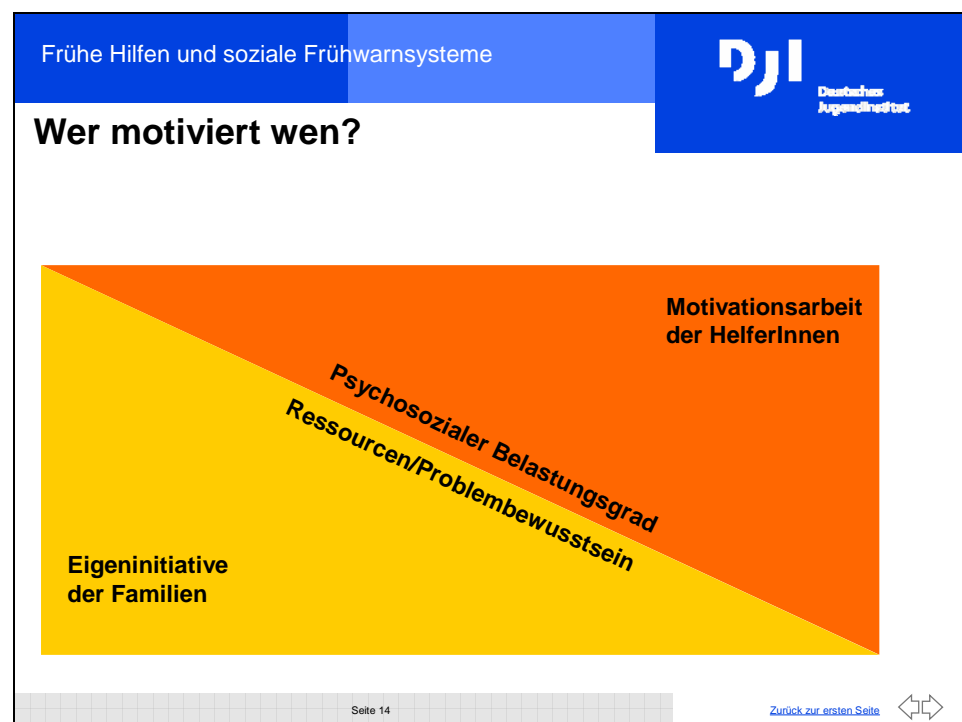 Frühe Hilfen und soziale Frühwarnsysteme
DJI
Deutsches
Jugendinstitut
Wer motiviert wen?
Motivationsarbeit
der HelferInnen
Psychosozialer Belastungsgrad
Ressourcen/Problembewusstsein
Eigeninitiative
der Familien
Seite 14
Zurück zur ersten Seite